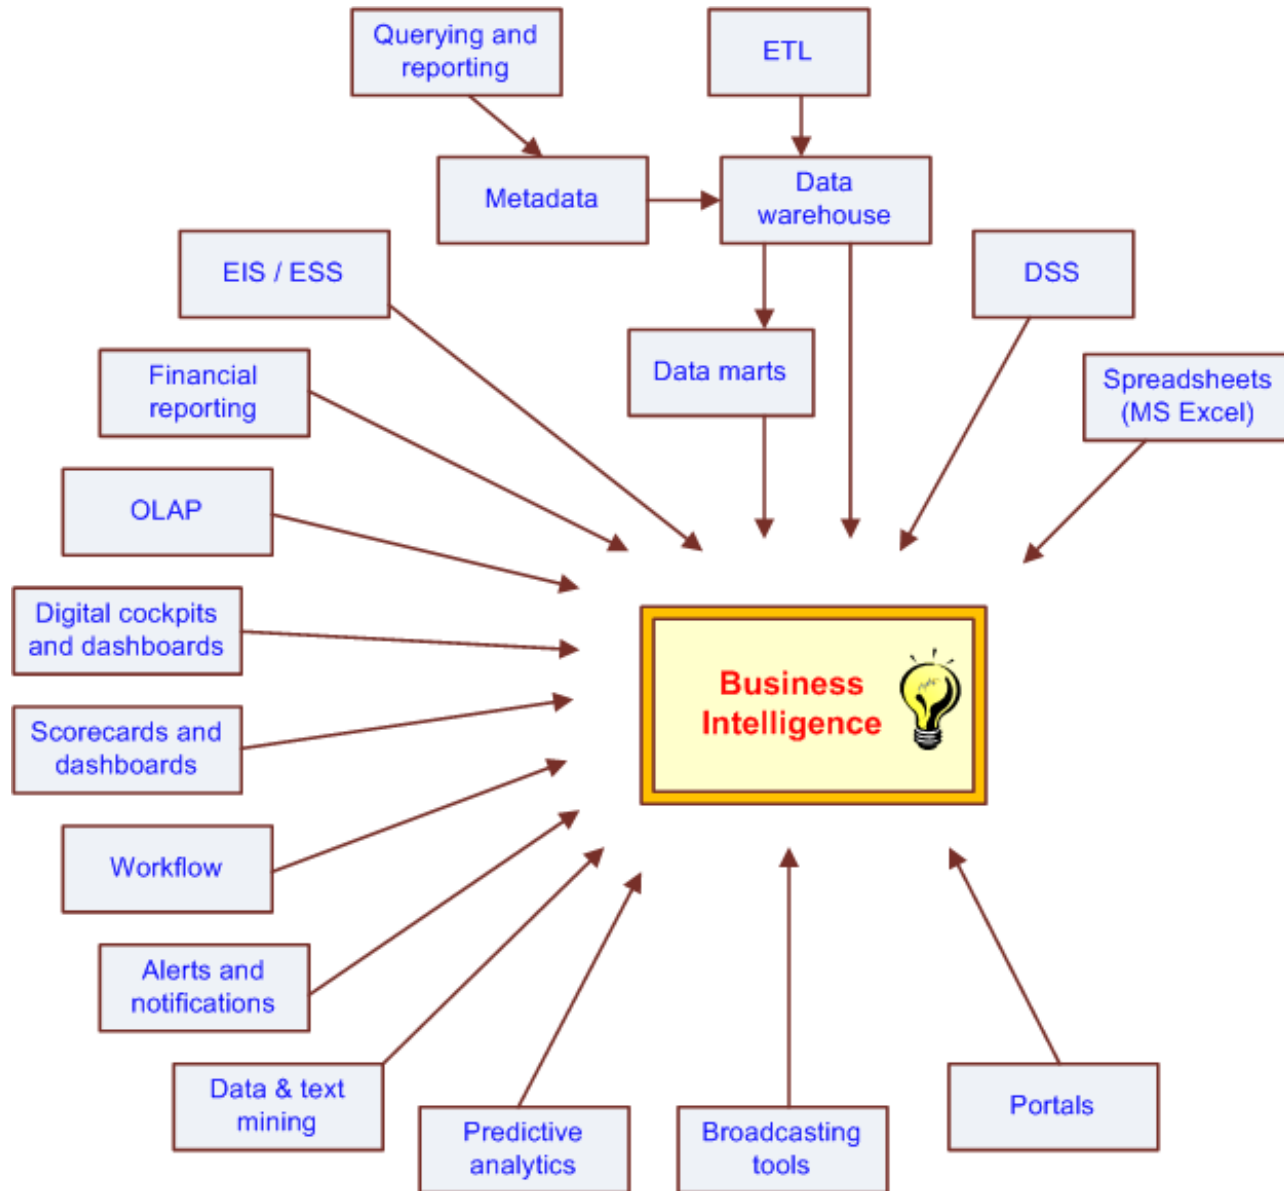 Querying and
reporting
ETL
Metadata
Data
warehouse
EIS / ESS
DSS
Financial
reporting
Data marts
Spreadsheets
(MS Excel)
OLAP
Digital cockpits
and dashboards
Business
Intelligence
Scorecards and
dashboards
Workflow
Alerts and
notifications
Data & text
mining
Predictive
analytics
Broadcasting
tools
Portals